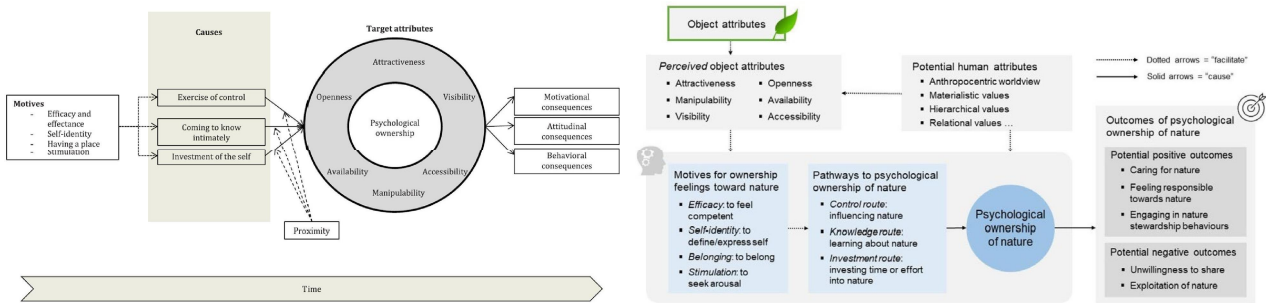 Causes
Target attributes
Motives
- Efficacy and
effectance
- Self-identity
- Having a place
- Stimulation
Exercise of control
Coming to know
intimately
Investment of the self
Attractiveness
Openness
Visibility
Psychological
ownership
Availability
Accessibility
Manipulability
Motivational
consequences
Attitudinal
consequences
Behavioral
consequences
Proximity
Time
Object attributes
Perceived object attributes
▪ Attractiveness
▪ Manipulability
▪ Visibility
▪ Openness
▪ Availability
▪ Accessibility
Potential human attributes
▪ Anthropocentric worldview
▪ Materialistic values
▪ Hierarchical values
▪ Relational values ...
Dotted arrows = "facilitate"
Solid arrows = "cause"
Motives for ownership
feelings toward nature
▪ Efficacy: to feel
competent
▪ Self-identity: to
define/express self
▪ Belonging: to belong
▪ Stimulation: to
seek arousal
Pathways to psychological
ownership of nature
▪ Control route:
influencing nature
▪ Knowledge route:
learning about nature
▪ Investment route:
investing time or effort
into nature
Psychological
ownership
of nature
Outcomes of psychological
ownership of nature
Potential positive outcomes
▪ Caring for nature
▪ Feeling responsible
towards nature
▪ Engaging in nature
stewardship behaviours
Potential negative outcomes
▪ Unwillingness to share
▪ Exploitation of nature